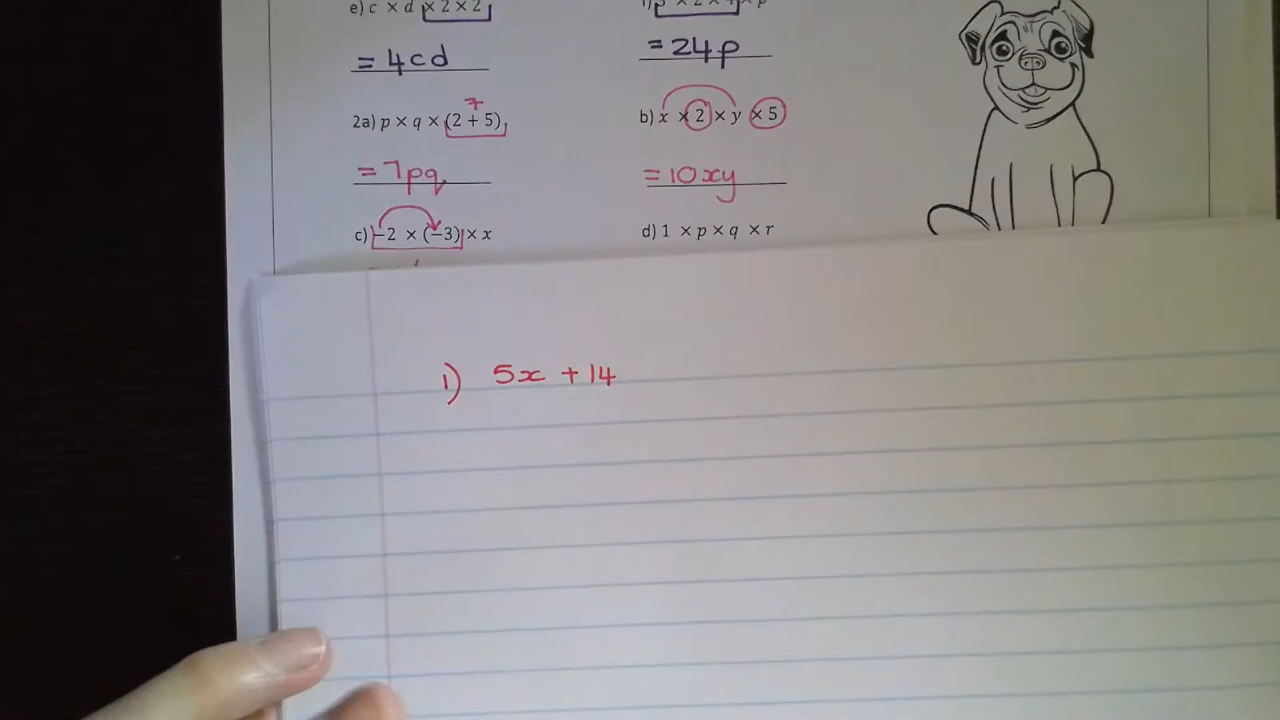 e) c × d × 2 × 2
= 4cd
= 24p
7
2a) p × q × (2 + 5)
b) x × 2 × y × 5
= 7pq
= 10xy
c) −2 × (−3) × x
d) 1 × p × q × r
1) 5x + 14